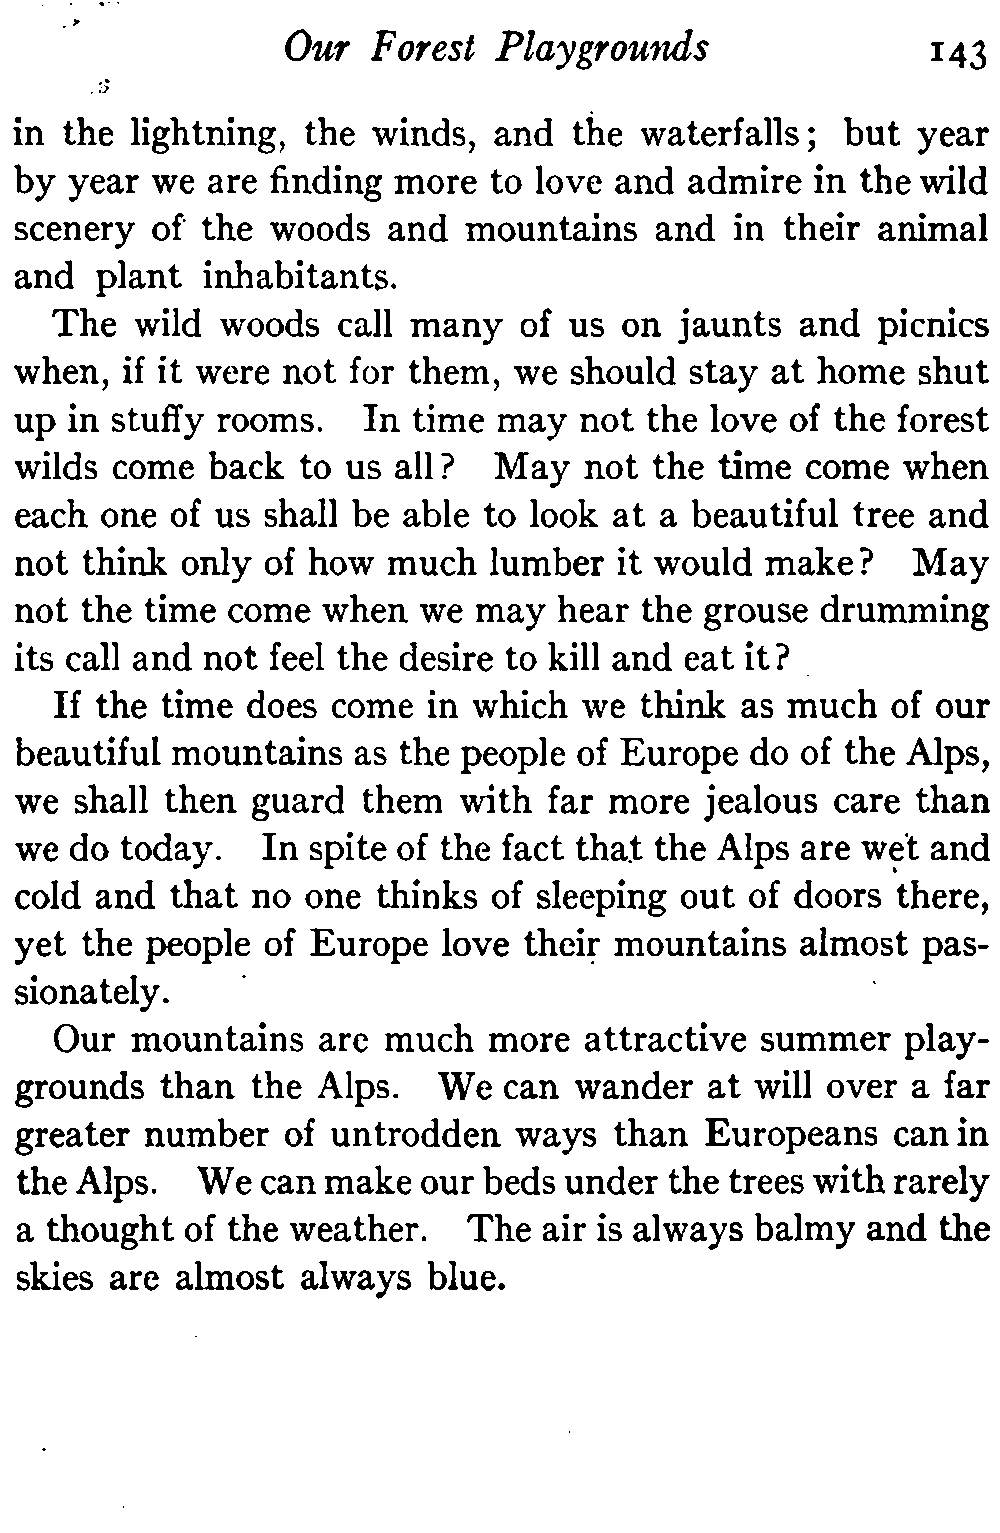 Our Forest Playgrounds 143
in the lightning, the winds, and the waterfalls; but year
by year we are finding more to love and admire in the wild
scenery of the woods and mountains and in their animal
and plant inhabitants.
The wild woods call many of us on jaunts and picnics
when, if it were not for them, we should stay at home shut
up in stuffy rooms. In time may not the love of the forest
wilds come back to us all? May not the time come when
each one of us shall be able to look at a beautiful tree and
not think only of how much lumber it would make? May
not the time come when we may hear the grouse drumming
its call and not feel the desire to kill and eat it?
If the time does come in which we think as much of our
beautiful mountains as the people of Europe do of the Alps,
we shall then guard them with far more jealous care than
we do today. In spite of the fact that the Alps are wet and
cold and that no one thinks of sleeping out of doors there,
yet the people of Europe love their mountains almost pas-
sionately.
Our mountains are much more attractive summer play-
grounds than the Alps. We can wander at will over a far
greater number of untrodden ways than Europeans can in
the Alps. We can make our beds under the trees with rarely
a thought of the weather. The air is always balmy and the
skies are almost always blue.